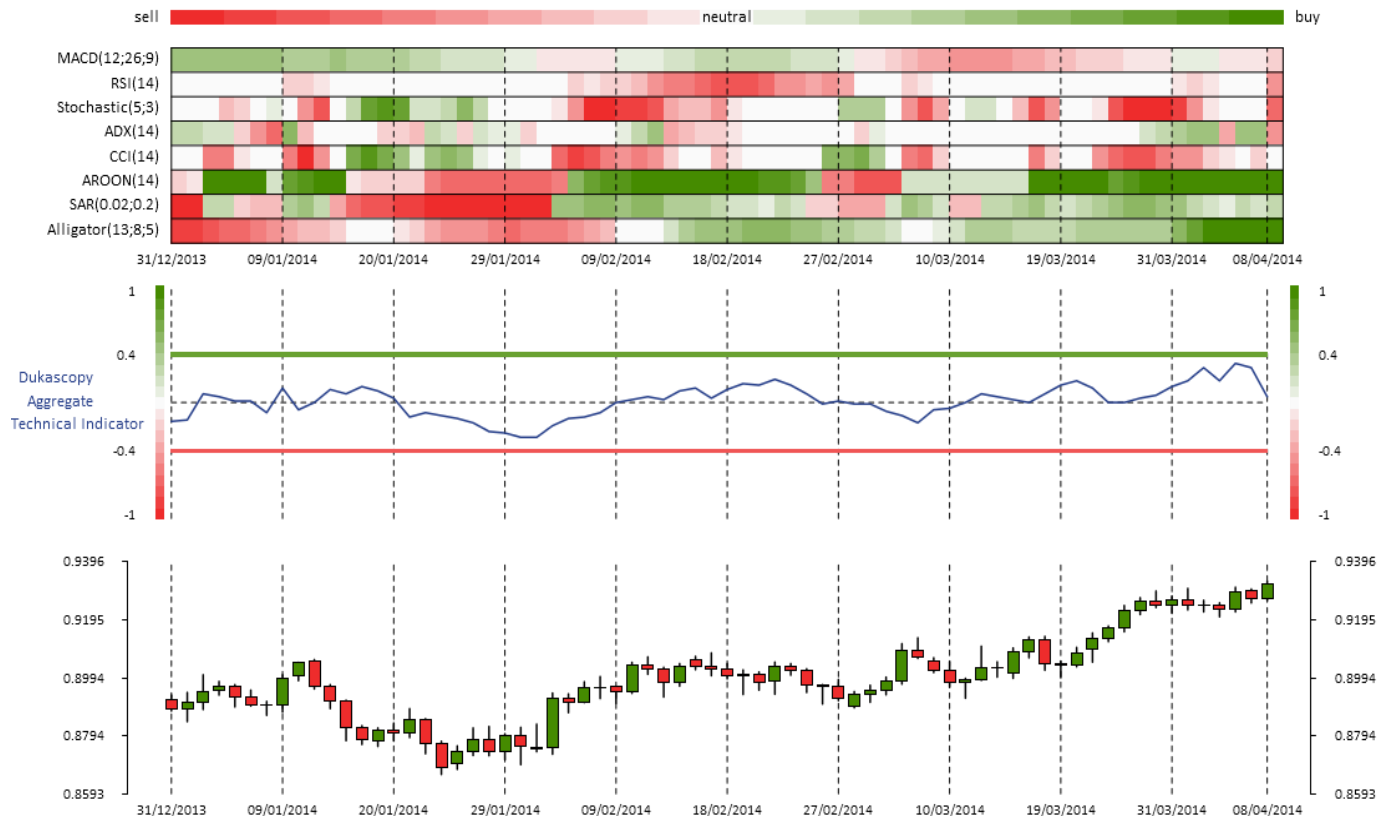 sell neutral buy
MACD(12;26;9)
RSI(14)
Stochastic(5;3)
ADX(14)
CCI(14)
AROON(14)
SAR(0.02;0.2)
Alligator(13;8;5)
31/12/2013 09/01/2014 20/01/2014 29/01/2014 09/02/2014 18/02/2014 27/02/2014 10/03/2014 19/03/2014 31/03/2014 08/04/2014
1 1
0.4 0.4
Dukascopy
Aggregate
Technical Indicator
-0.4 -0.4
-1 -1
0.9396 0.9396
0.9195 0.9195
0.8994 0.8994
0.8794 0.8794
0.8593 0.8593
31/12/2013 09/01/2014 20/01/2014 29/01/2014 09/02/2014 18/02/2014 27/02/2014 10/03/2014 19/03/2014 31/03/2014 08/04/2014